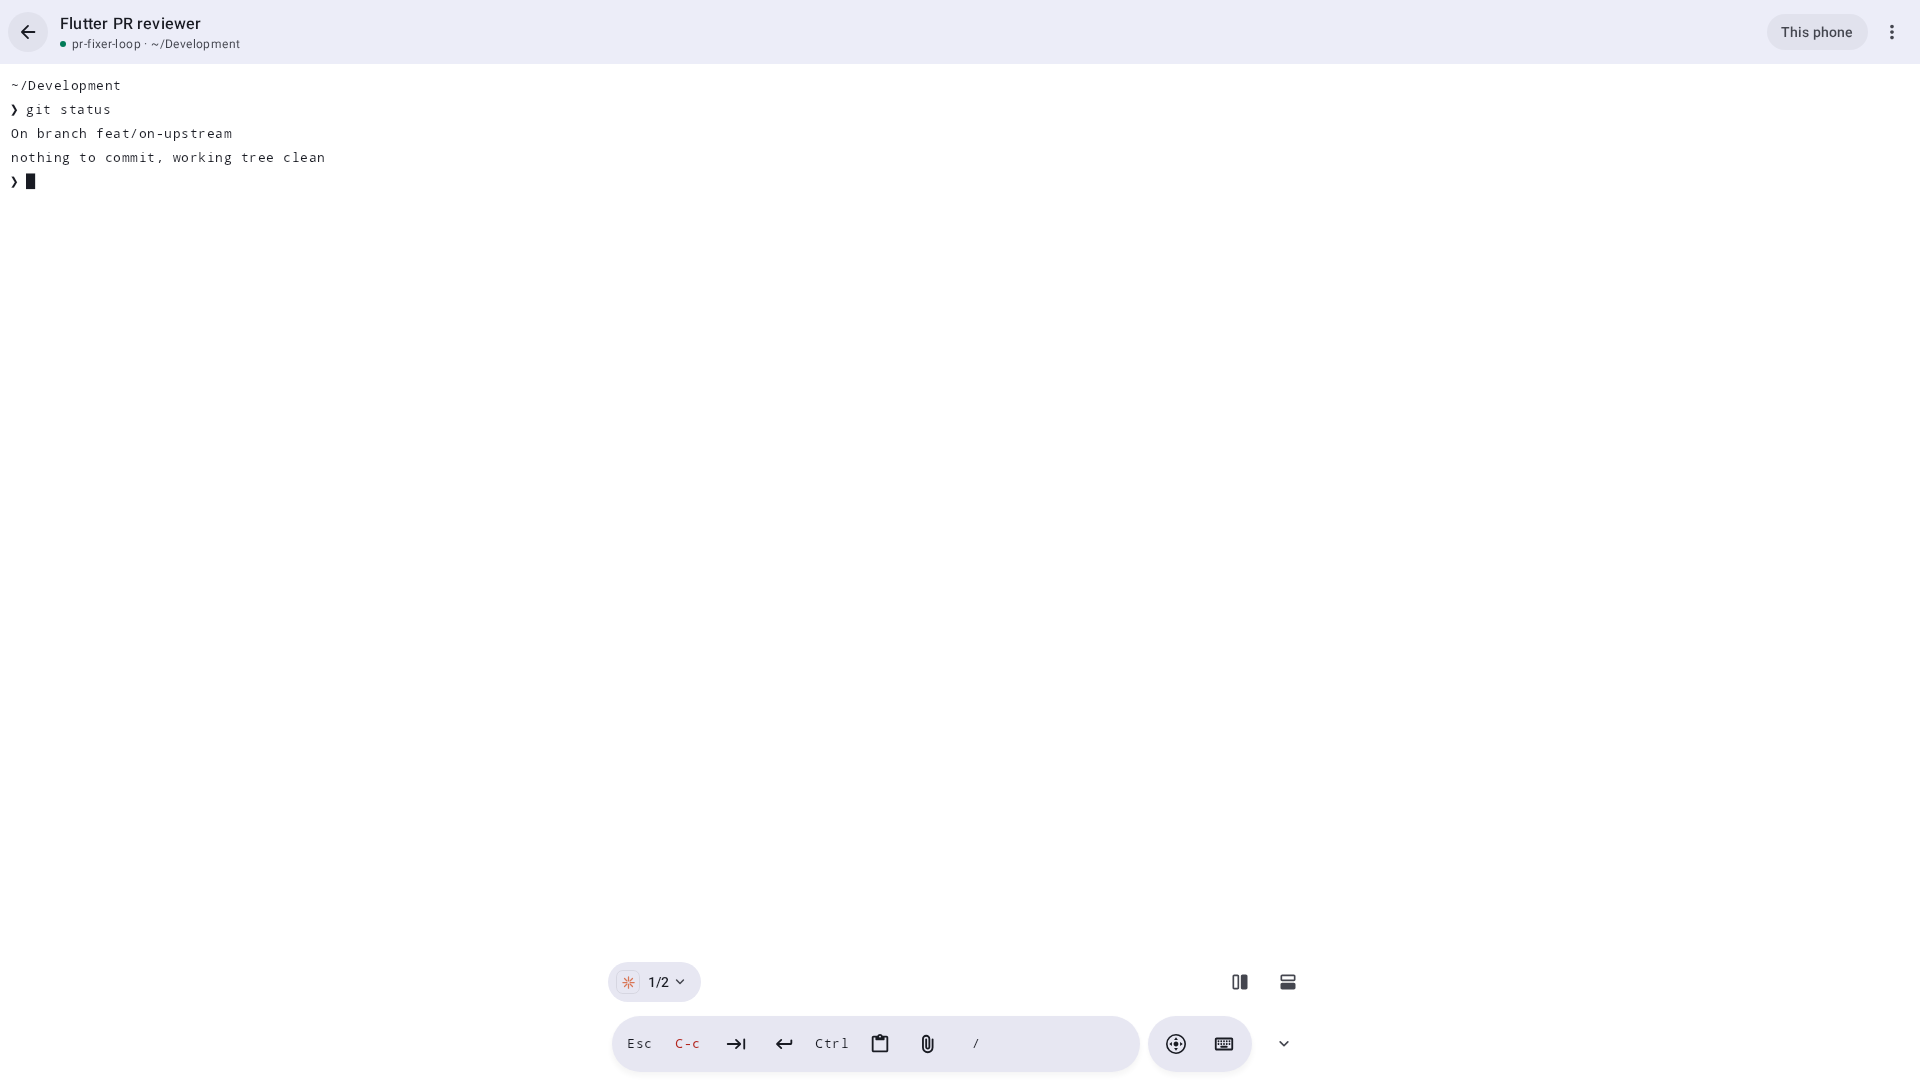 Flutter PR reviewer
pr-fixer-loop · ~/Development
This phone
~/Development
❯ git status
On branch feat/on-upstream
nothing to commit, working tree clean
❯
1/2
Esc C-c Ctrl /